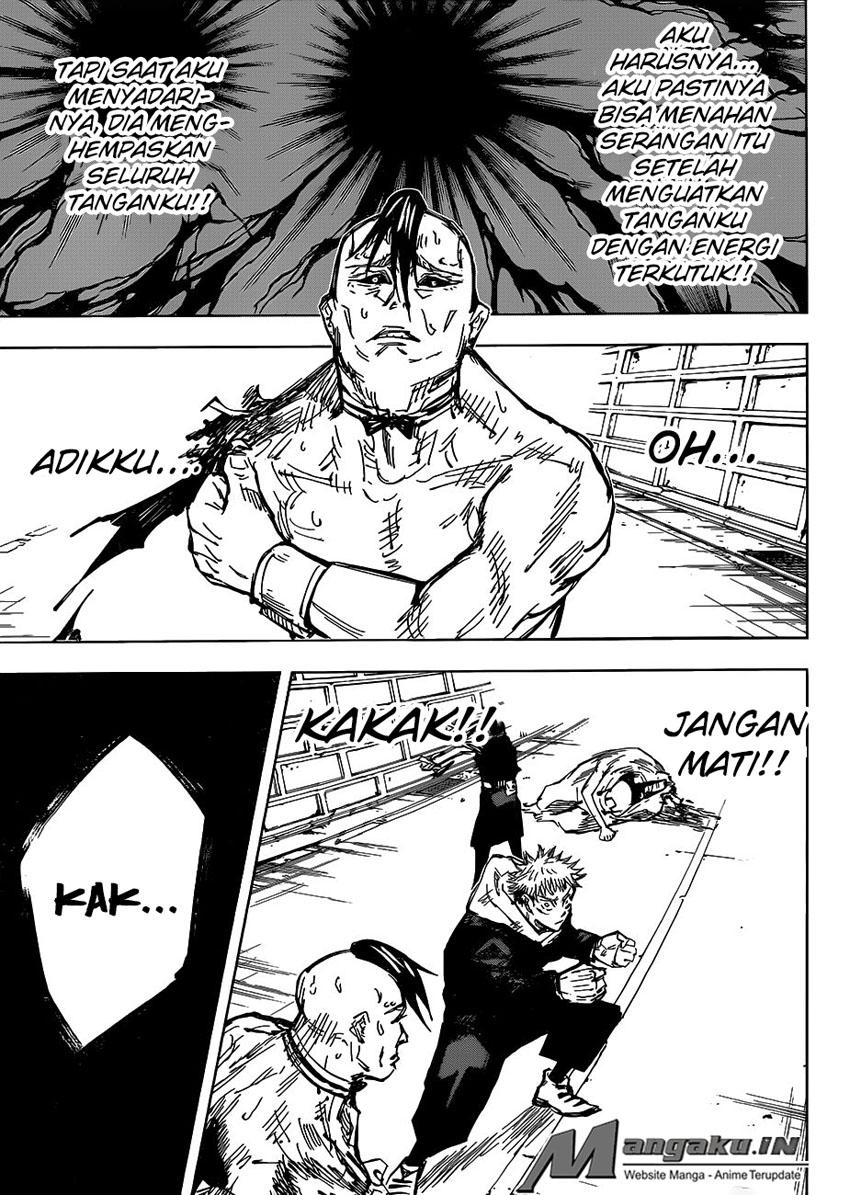 AKU
HARUSNYA...
AKU PASTINYA
BISA MENAHAN
SERANGAN ITU
SETELAH
MENGUATKAN
TANGANKU
DENGAN ENERGI
TERKUTUK!!
TAPI SAAT AKU
MENYADARI-
NYA, DIA MENG-
HEMPASKAN
SELURUH
TANGANKU!!
OH...
ADIKKU....
JANGAN
MATI!!
KAKAK!!
KAK...
Mangaku.in
Website Manga - Anime Terupdate